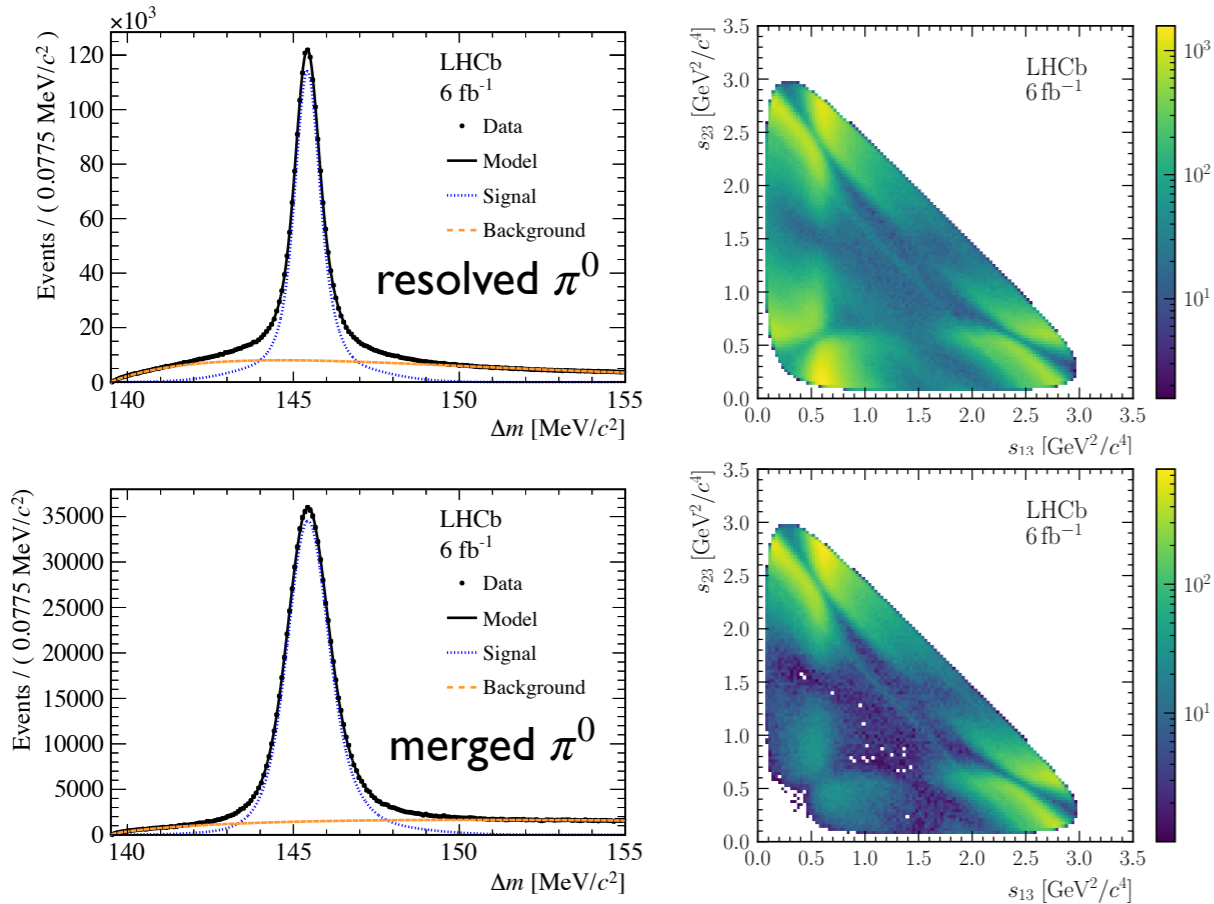 ×10³
Events / ( 0.0775 MeV/c²)
120
100
80
60
40
20
0
LHCb
6 fb⁻¹
Data
Model
Signal
Background
resolved π⁰
140
145
150
155
Δm [MeV/c²]
s₂₃ [GeV²/c⁴]
3.5
3.0
2.5
2.0
1.5
1.0
0.5
0.0
LHCb
6 fb⁻¹
0.0
0.5
1.0
1.5
2.0
2.5
3.0
3.5
s₁₃ [GeV²/c⁴]
10³
10²
10¹
Events / ( 0.0775 MeV/c²)
35000
30000
25000
20000
15000
10000
5000
0
LHCb
6 fb⁻¹
Data
Model
Signal
Background
merged π⁰
140
145
150
155
Δm [MeV/c²]
s₂₃ [GeV²/c⁴]
3.5
3.0
2.5
2.0
1.5
1.0
0.5
0.0
LHCb
6 fb⁻¹
0.0
0.5
1.0
1.5
2.0
2.5
3.0
3.5
s₁₃ [GeV²/c⁴]
10²
10¹